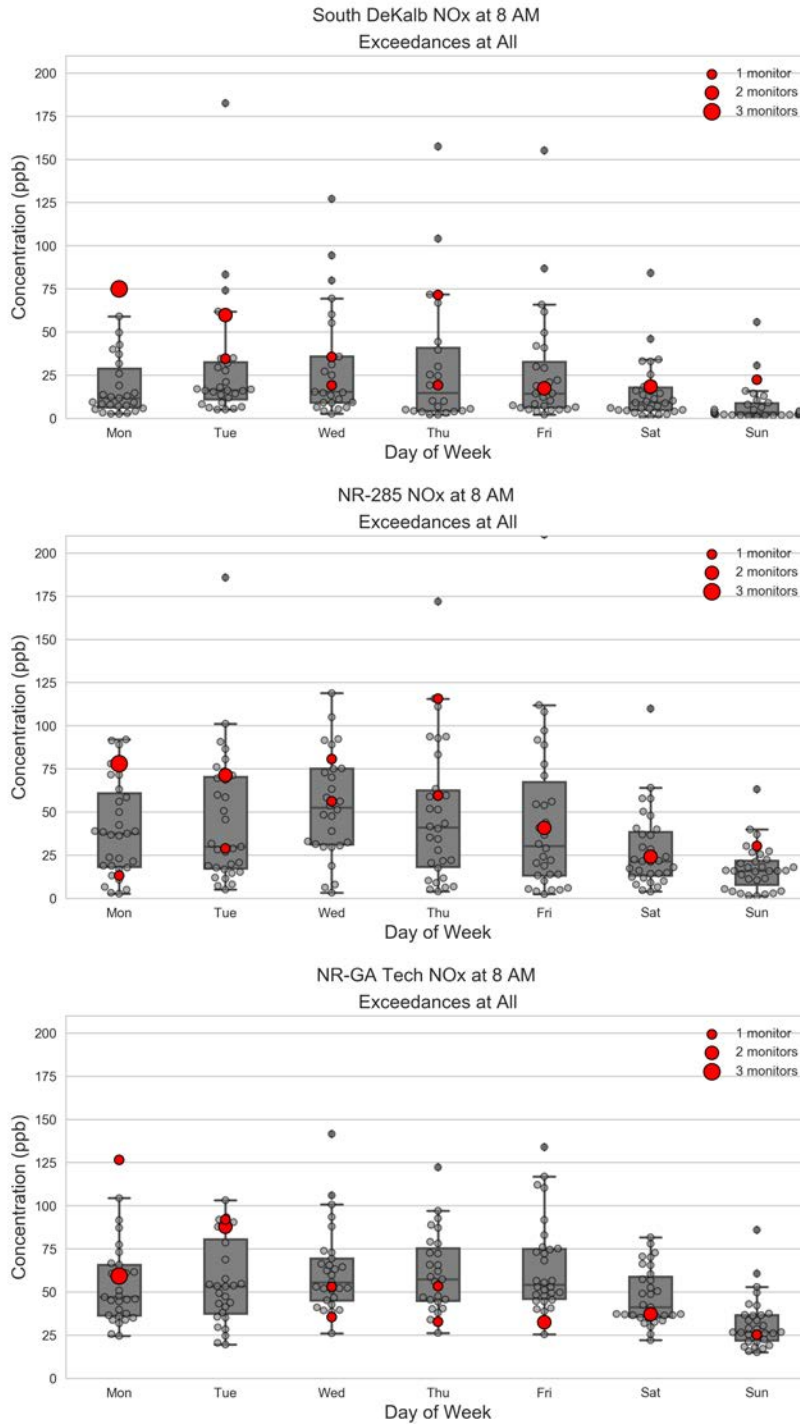 South DeKalb NOx at 8 AM
Exceedances at All
200
175
150
125
100
75
50
25
0
Concentration (ppb)
1 monitor
2 monitors
3 monitors
Mon Tue Wed Thu Fri Sat Sun
Day of Week
NR-285 NOx at 8 AM
Exceedances at All
200
175
150
125
100
75
50
25
0
Concentration (ppb)
1 monitor
2 monitors
3 monitors
Mon Tue Wed Thu Fri Sat Sun
Day of Week
NR-GA Tech NOx at 8 AM
Exceedances at All
200
175
150
125
100
75
50
25
0
Concentration (ppb)
1 monitor
2 monitors
3 monitors
Mon Tue Wed Thu Fri Sat Sun
Day of Week